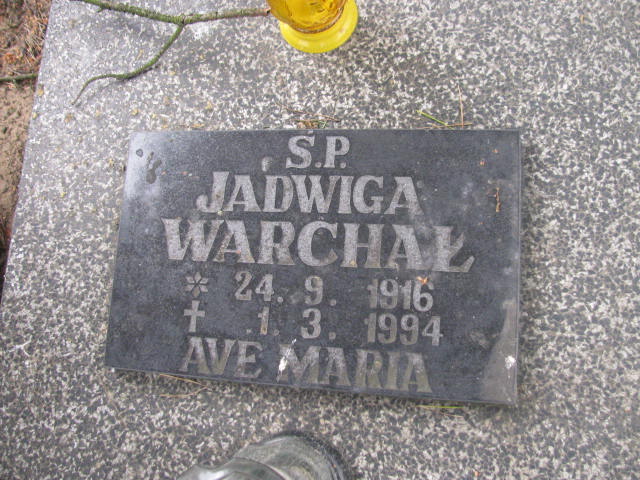 Ś.P.
JADWIGA
WARCHAŁ
* 24. 9. 1916
† 1. 3. 1994
AVE MARIA